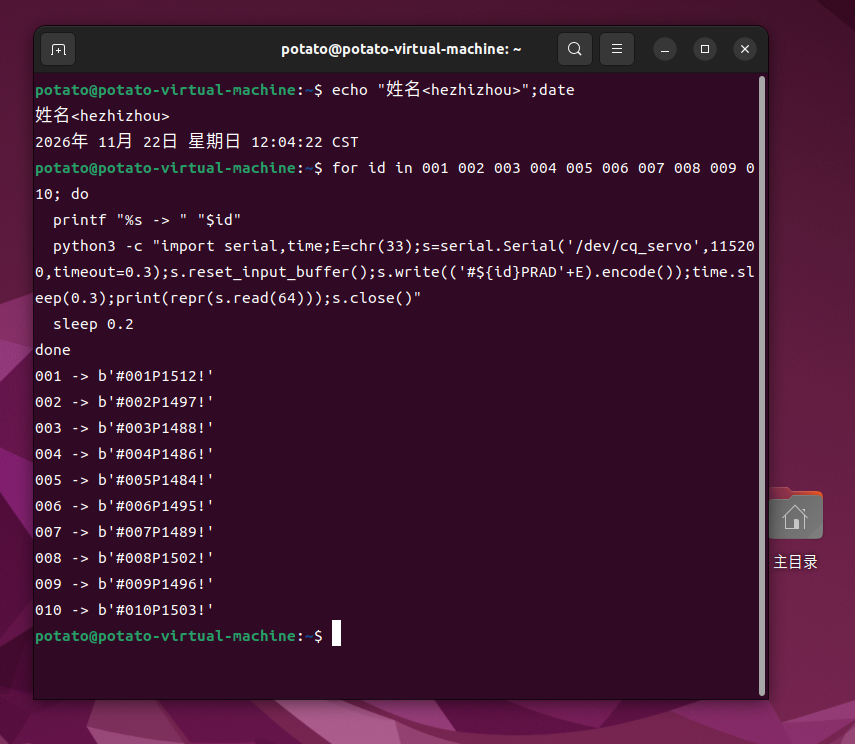 potato@potato-virtual-machine: ~
potato@potato-virtual-machine:~$ echo "姓名<hezhizhou>";date
姓名<hezhizhou>
2026年 11月 22日 星期日 12:04:22 CST
potato@potato-virtual-machine:~$ for id in 001 002 003 004 005 006 007 008 009 0
10; do
  printf "%s -> " "$id"
  python3 -c "import serial,time;E=chr(33);s=serial.Serial('/dev/cq_servo',11520
0,timeout=0.3);s.reset_input_buffer();s.write(('#${id}PRAD'+E).encode());time.sl
eep(0.3);print(repr(s.read(64)));s.close()"
  sleep 0.2
done
001 -> b'#001P1512!'
002 -> b'#002P1497!'
003 -> b'#003P1488!'
004 -> b'#004P1486!'
005 -> b'#005P1484!'
006 -> b'#006P1495!'
007 -> b'#007P1489!'
008 -> b'#008P1502!'
009 -> b'#009P1496!'
010 -> b'#010P1503!'
potato@potato-virtual-machine:~$
主目录